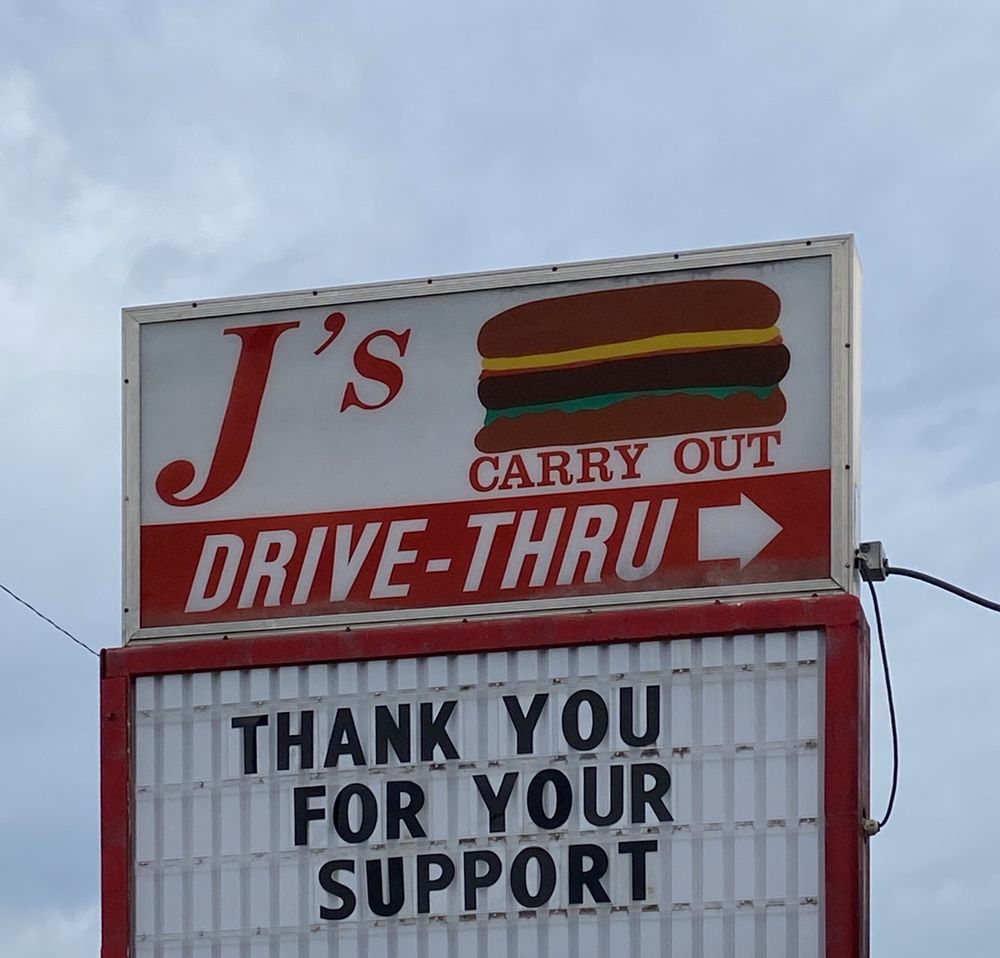 J's
CARRY OUT
DRIVE-THRU
THANK YOU
FOR YOUR
SUPPORT